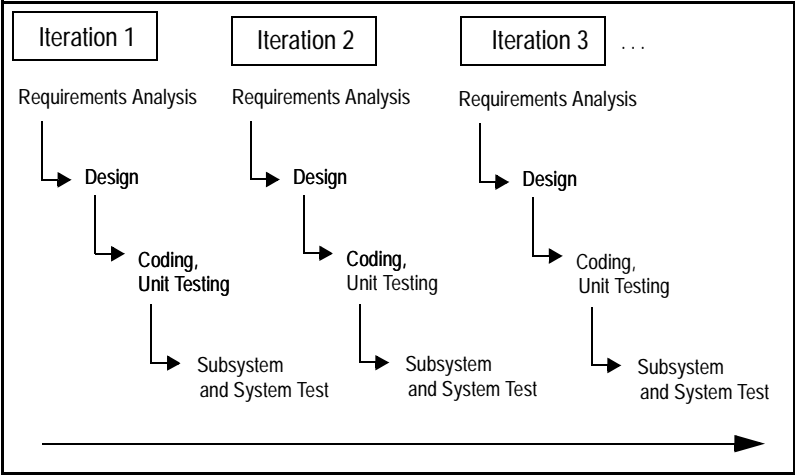 Iteration 1
Iteration 2
Iteration 3 . . .
Requirements Analysis
Requirements Analysis
Requirements Analysis
Design
Design
Design
Coding,
Unit Testing
Coding,
Unit Testing
Coding,
Unit Testing
Subsystem
and System Test
Subsystem
and System Test
Subsystem
and System Test